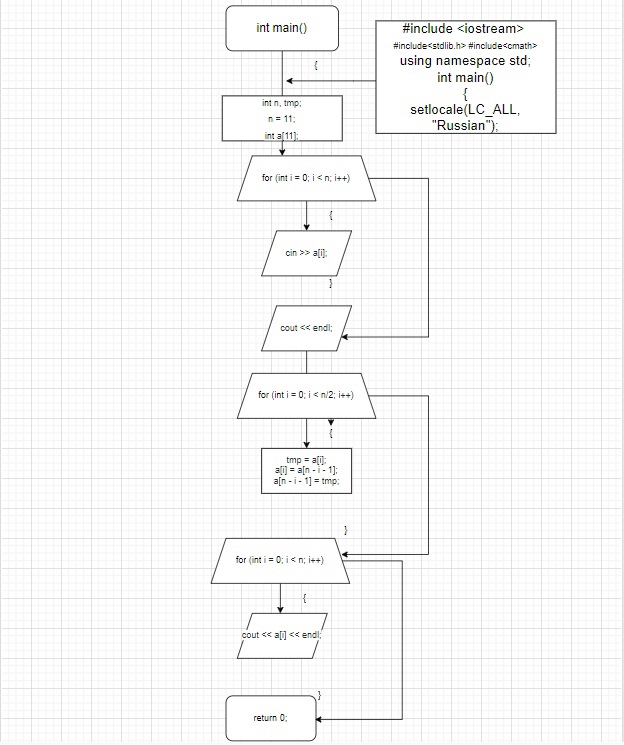 int main()
#include <iostream>
#include<stdlib.h> #include<cmath>
using namespace std;
int main()
{
setlocale(LC_ALL,
"Russian");
{
int n, tmp;
n = 11;
int a[11];
for (int i = 0; i < n; i++)
{
cin >> a[i];
}
cout << endl;
for (int i = 0; i < n/2; i++)
{
tmp = a[i];
a[i] = a[n - i - 1];
a[n - i - 1] = tmp;
}
for (int i = 0; i < n; i++)
{
cout << a[i] << endl;
}
return 0;